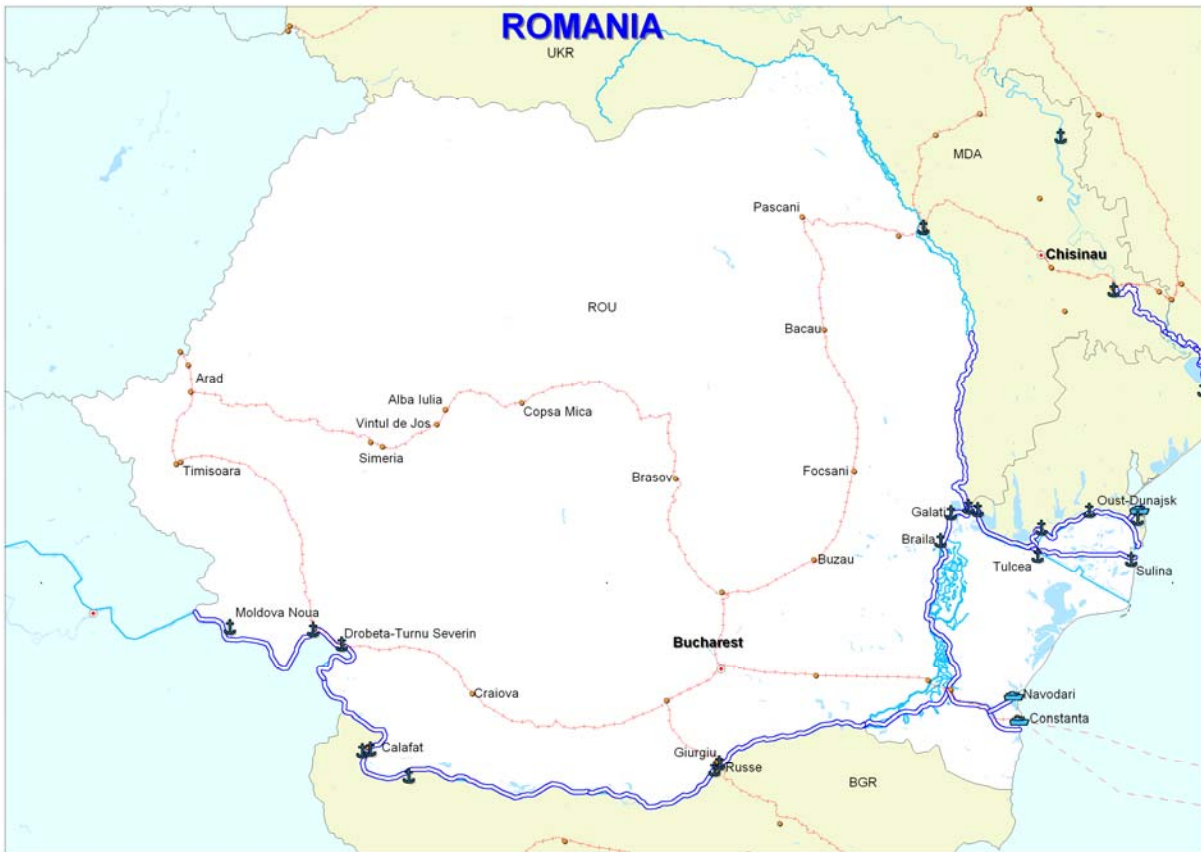 ROMANIA
UKR
MDA
Pascani
Chisinau
ROU
Bacau
Arad
Alba Iulia
Copsa Mica
Vintul de Jos
Simeria
Timisoara
Brasov
Focsani
Oust-Dunajsk
Galati
Braila
Buzau
Tulcea
Sulina
Moldova Noua
Drobeta-Turnu Severin
Bucharest
Craiova
Navodari
Constanta
Calafat
Giurgiu
Russe
BGR